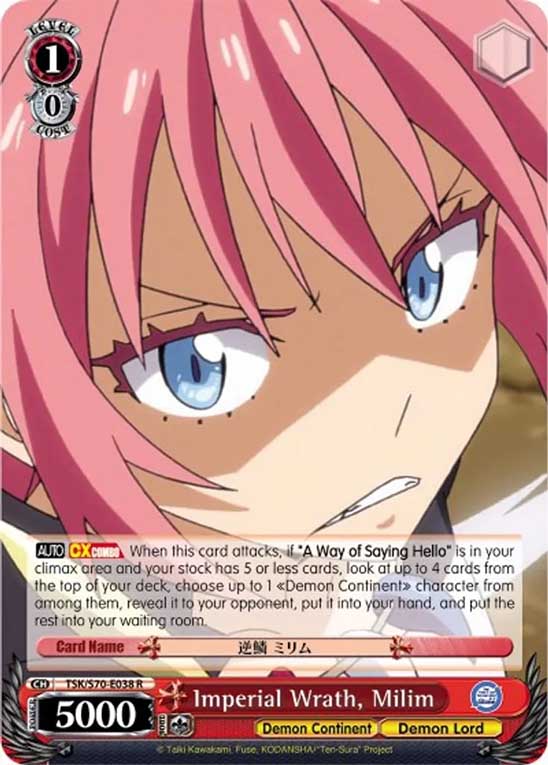 LEVEL
1
0
COST
AUTO CX COMBO When this card attacks, if "A Way of Saying Hello" is in your
climax area and your stock has 5 or less cards, look at up to 4 cards from
the top of your deck, choose up to 1 «Demon Continent» character from
among them, reveal it to your opponent, put it into your hand, and put the
rest into your waiting room.
Card Name 逆鱗 ミリム
CH TSK/S70-E038 R
Imperial Wrath, Milim
POWER 5000 SOUL
Demon Continent Demon Lord
© Taiki Kawakami, Fuse, KODANSHA/"Ten-Sura" Project